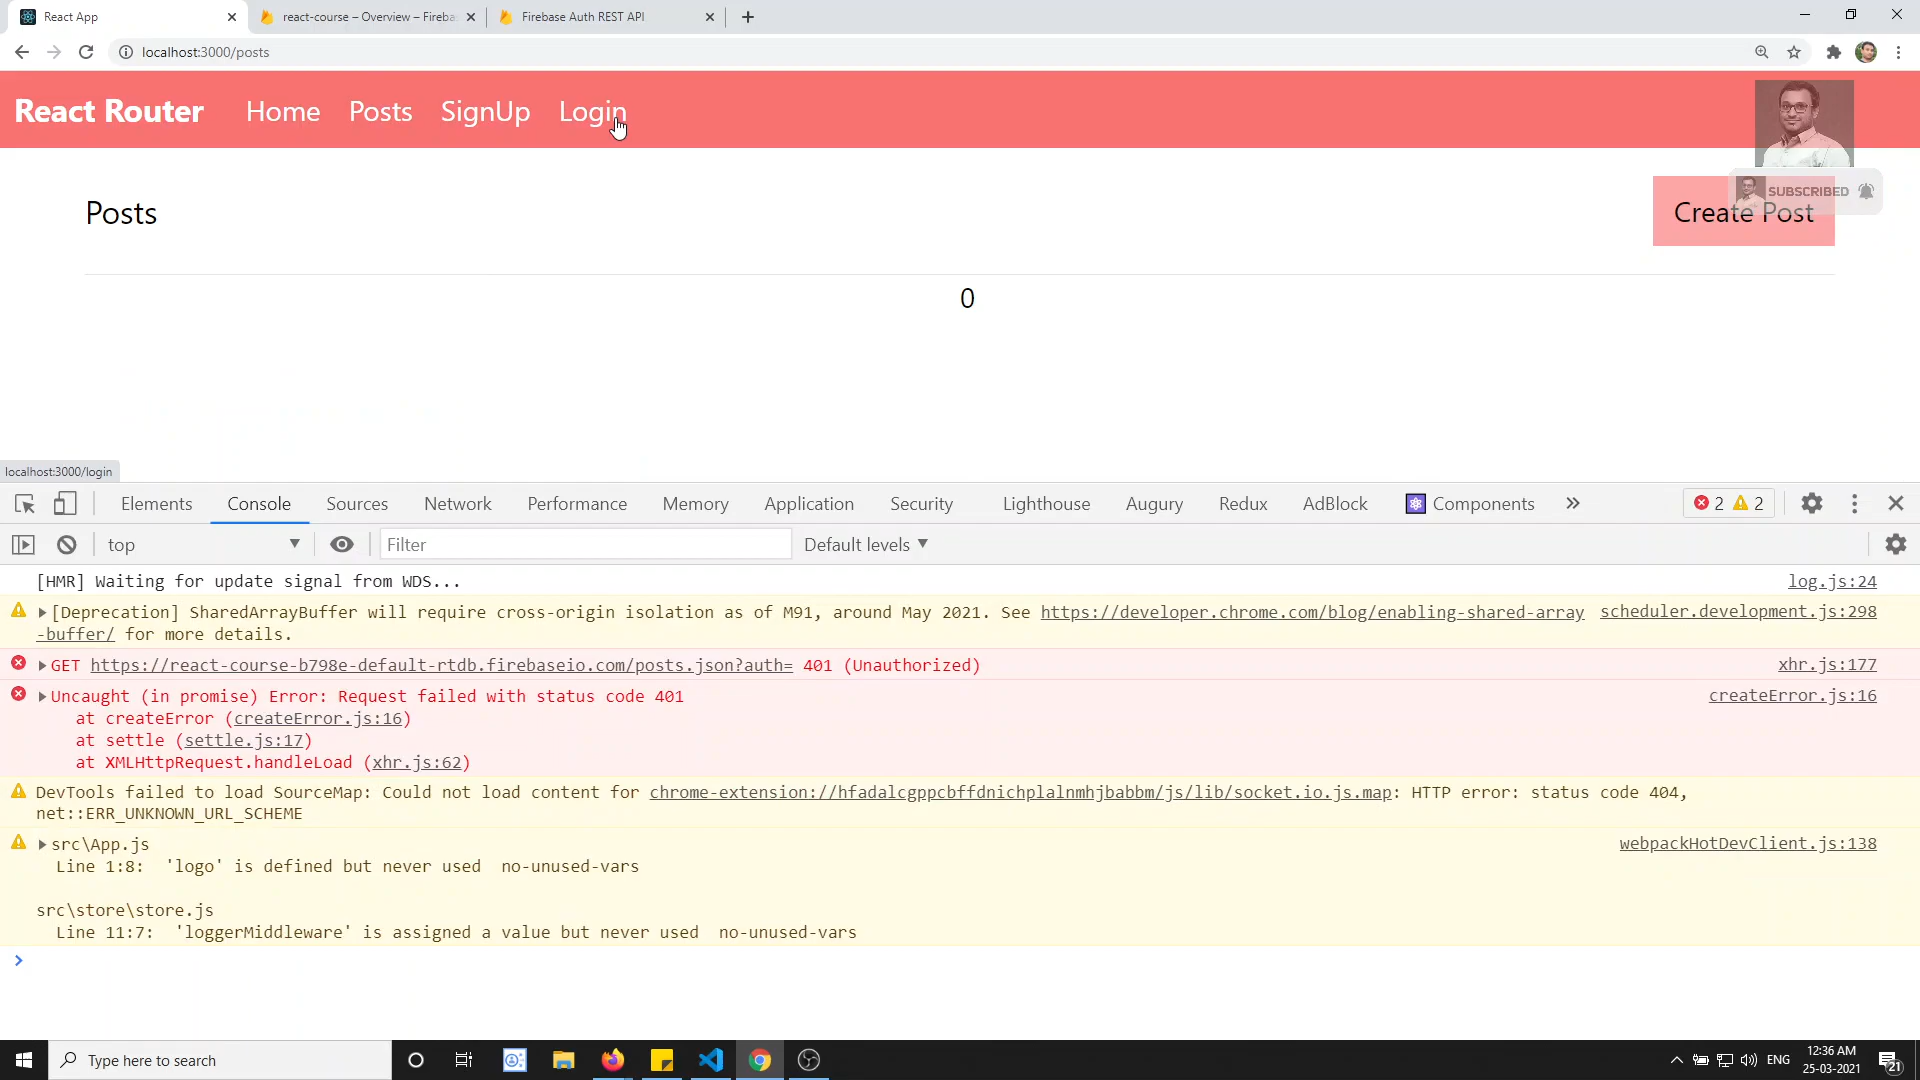 React App
react-course – Overview – Fireba
Firebase Auth REST API
localhost:3000/posts
React Router
Home
Posts
SignUp
Login
SUBSCRIBED
Posts
Create Post
0
localhost:3000/login
Elements
Console
Sources
Network
Performance
Memory
Application
Security
Lighthouse
Augury
Redux
AdBlock
Components
2
2
top
Filter
Default levels
[HMR] Waiting for update signal from WDS...
log.js:24
[Deprecation] SharedArrayBuffer will require cross-origin isolation as of M91, around May 2021. See https://developer.chrome.com/blog/enabling-shared-array
scheduler.development.js:298
-buffer/ for more details.
GET https://react-course-b798e-default-rtdb.firebaseio.com/posts.json?auth= 401 (Unauthorized)
xhr.js:177
Uncaught (in promise) Error: Request failed with status code 401
createError.js:16
at createError (createError.js:16)
at settle (settle.js:17)
at XMLHttpRequest.handleLoad (xhr.js:62)
DevTools failed to load SourceMap: Could not load content for chrome-extension://hfadalcgppcbffdnichplalnmhjbabbm/js/lib/socket.io.js.map: HTTP error: status code 404,
net::ERR_UNKNOWN_URL_SCHEME
src\App.js
webpackHotDevClient.js:138
Line 1:8: 'logo' is defined but never used no-unused-vars
src\store\store.js
Line 11:7: 'loggerMiddleware' is assigned a value but never used no-unused-vars
Type here to search
ENG
12:36 AM
25-03-2021
21